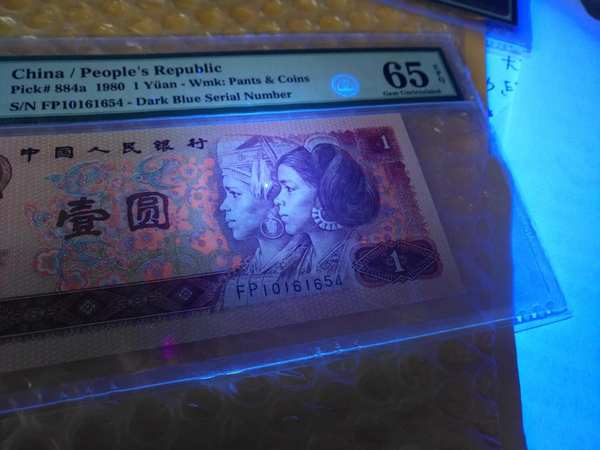 China / People's Republic
Pick# 884a 1980 1 Yüan - Wmk: Pants & Coins
S/N FP10161654 - Dark Blue Serial Number
65 EPQ
Gem Uncirculated
中国人民银行
1
壹圆
1
FP10161654